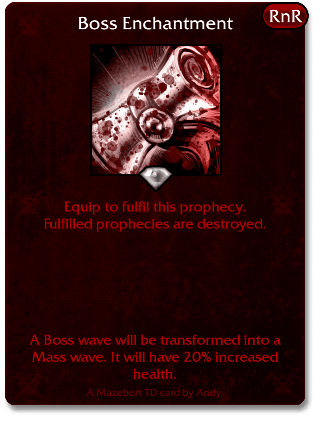 RnR
Boss Enchantment
Equip to fulfil this prophecy.
Fulfilled prophecies are destroyed.
A Boss wave will be transformed into a
Mass wave. It will have 20% increased
health.
A Mazebert TD card by Andy.